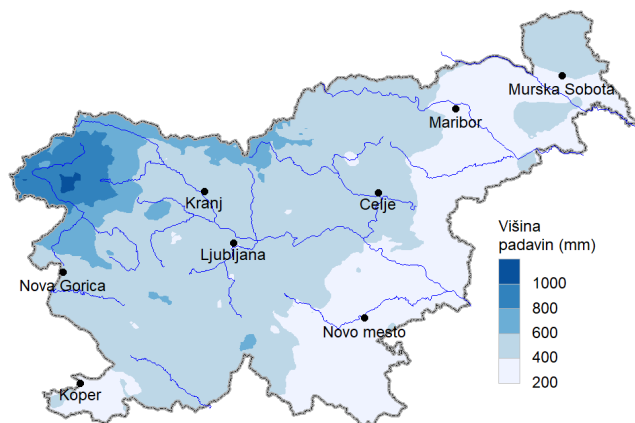 Murska Sobota
Maribor
Kranj
Celje
Ljubljana
Nova Gorica
Novo mesto
Koper
Višina
padavin (mm)
1000
800
600
400
200